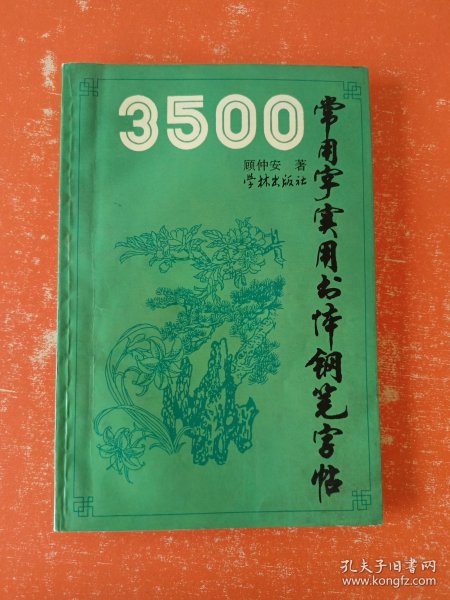 3500
常用字实用书体钢笔字帖
顾仲安 著
学林出版社
孔夫子旧书网
www.kongfz.com